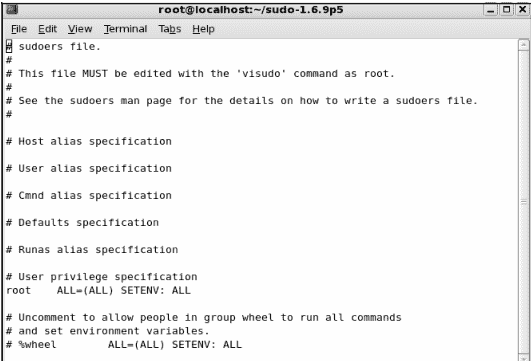 root@localhost:~/sudo-1.6.9p5
File Edit View Terminal Tabs Help
# sudoers file.
#
# This file MUST be edited with the 'visudo' command as root.
#
# See the sudoers man page for the details on how to write a sudoers file.
#
# Host alias specification
# User alias specification
# Cmnd alias specification
# Defaults specification
# Runas alias specification
# User privilege specification
root    ALL=(ALL) SETENV: ALL
# Uncomment to allow people in group wheel to run all commands
# and set environment variables.
# %wheel        ALL=(ALL) SETENV: ALL